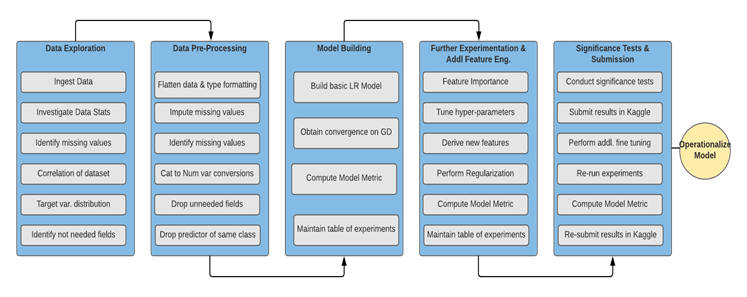 Data Exploration
Ingest Data
Investigate Data Stats
Identify missing values
Correlation of dataset
Target var. distribution
Identify not needed fields
Data Pre-Processing
Flatten data & type formatting
Impute missing values
Identify missing values
Cat to Num var conversions
Drop unneeded fields
Drop predictor of same class
Model Building
Build basic LR Model
Obtain convergence on GD
Compute Model Metric
Maintain table of experiments
Further Experimentation &
Addl Feature Eng.
Feature Importance
Tune hyper-parameters
Derive new features
Perform Regularization
Compute Model Metric
Maintain table of experiments
Significance Tests &
Submission
Conduct significance tests
Submit results in Kaggle
Perform addl. fine tuning
Re-run experiments
Compute Model Metric
Re-submit results in Kaggle
Operationalize
Model